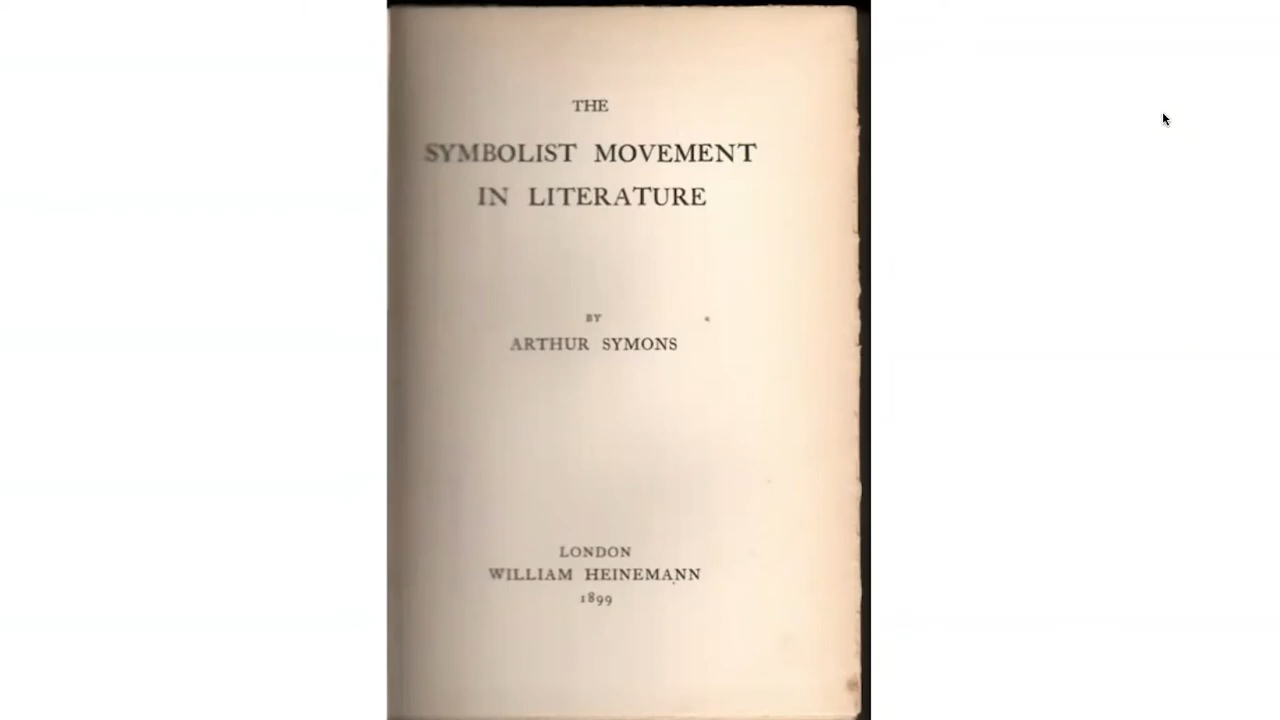 THE
SYMBOLIST MOVEMENT
IN LITERATURE
BY
ARTHUR SYMONS
LONDON
WILLIAM HEINEMANN
1899